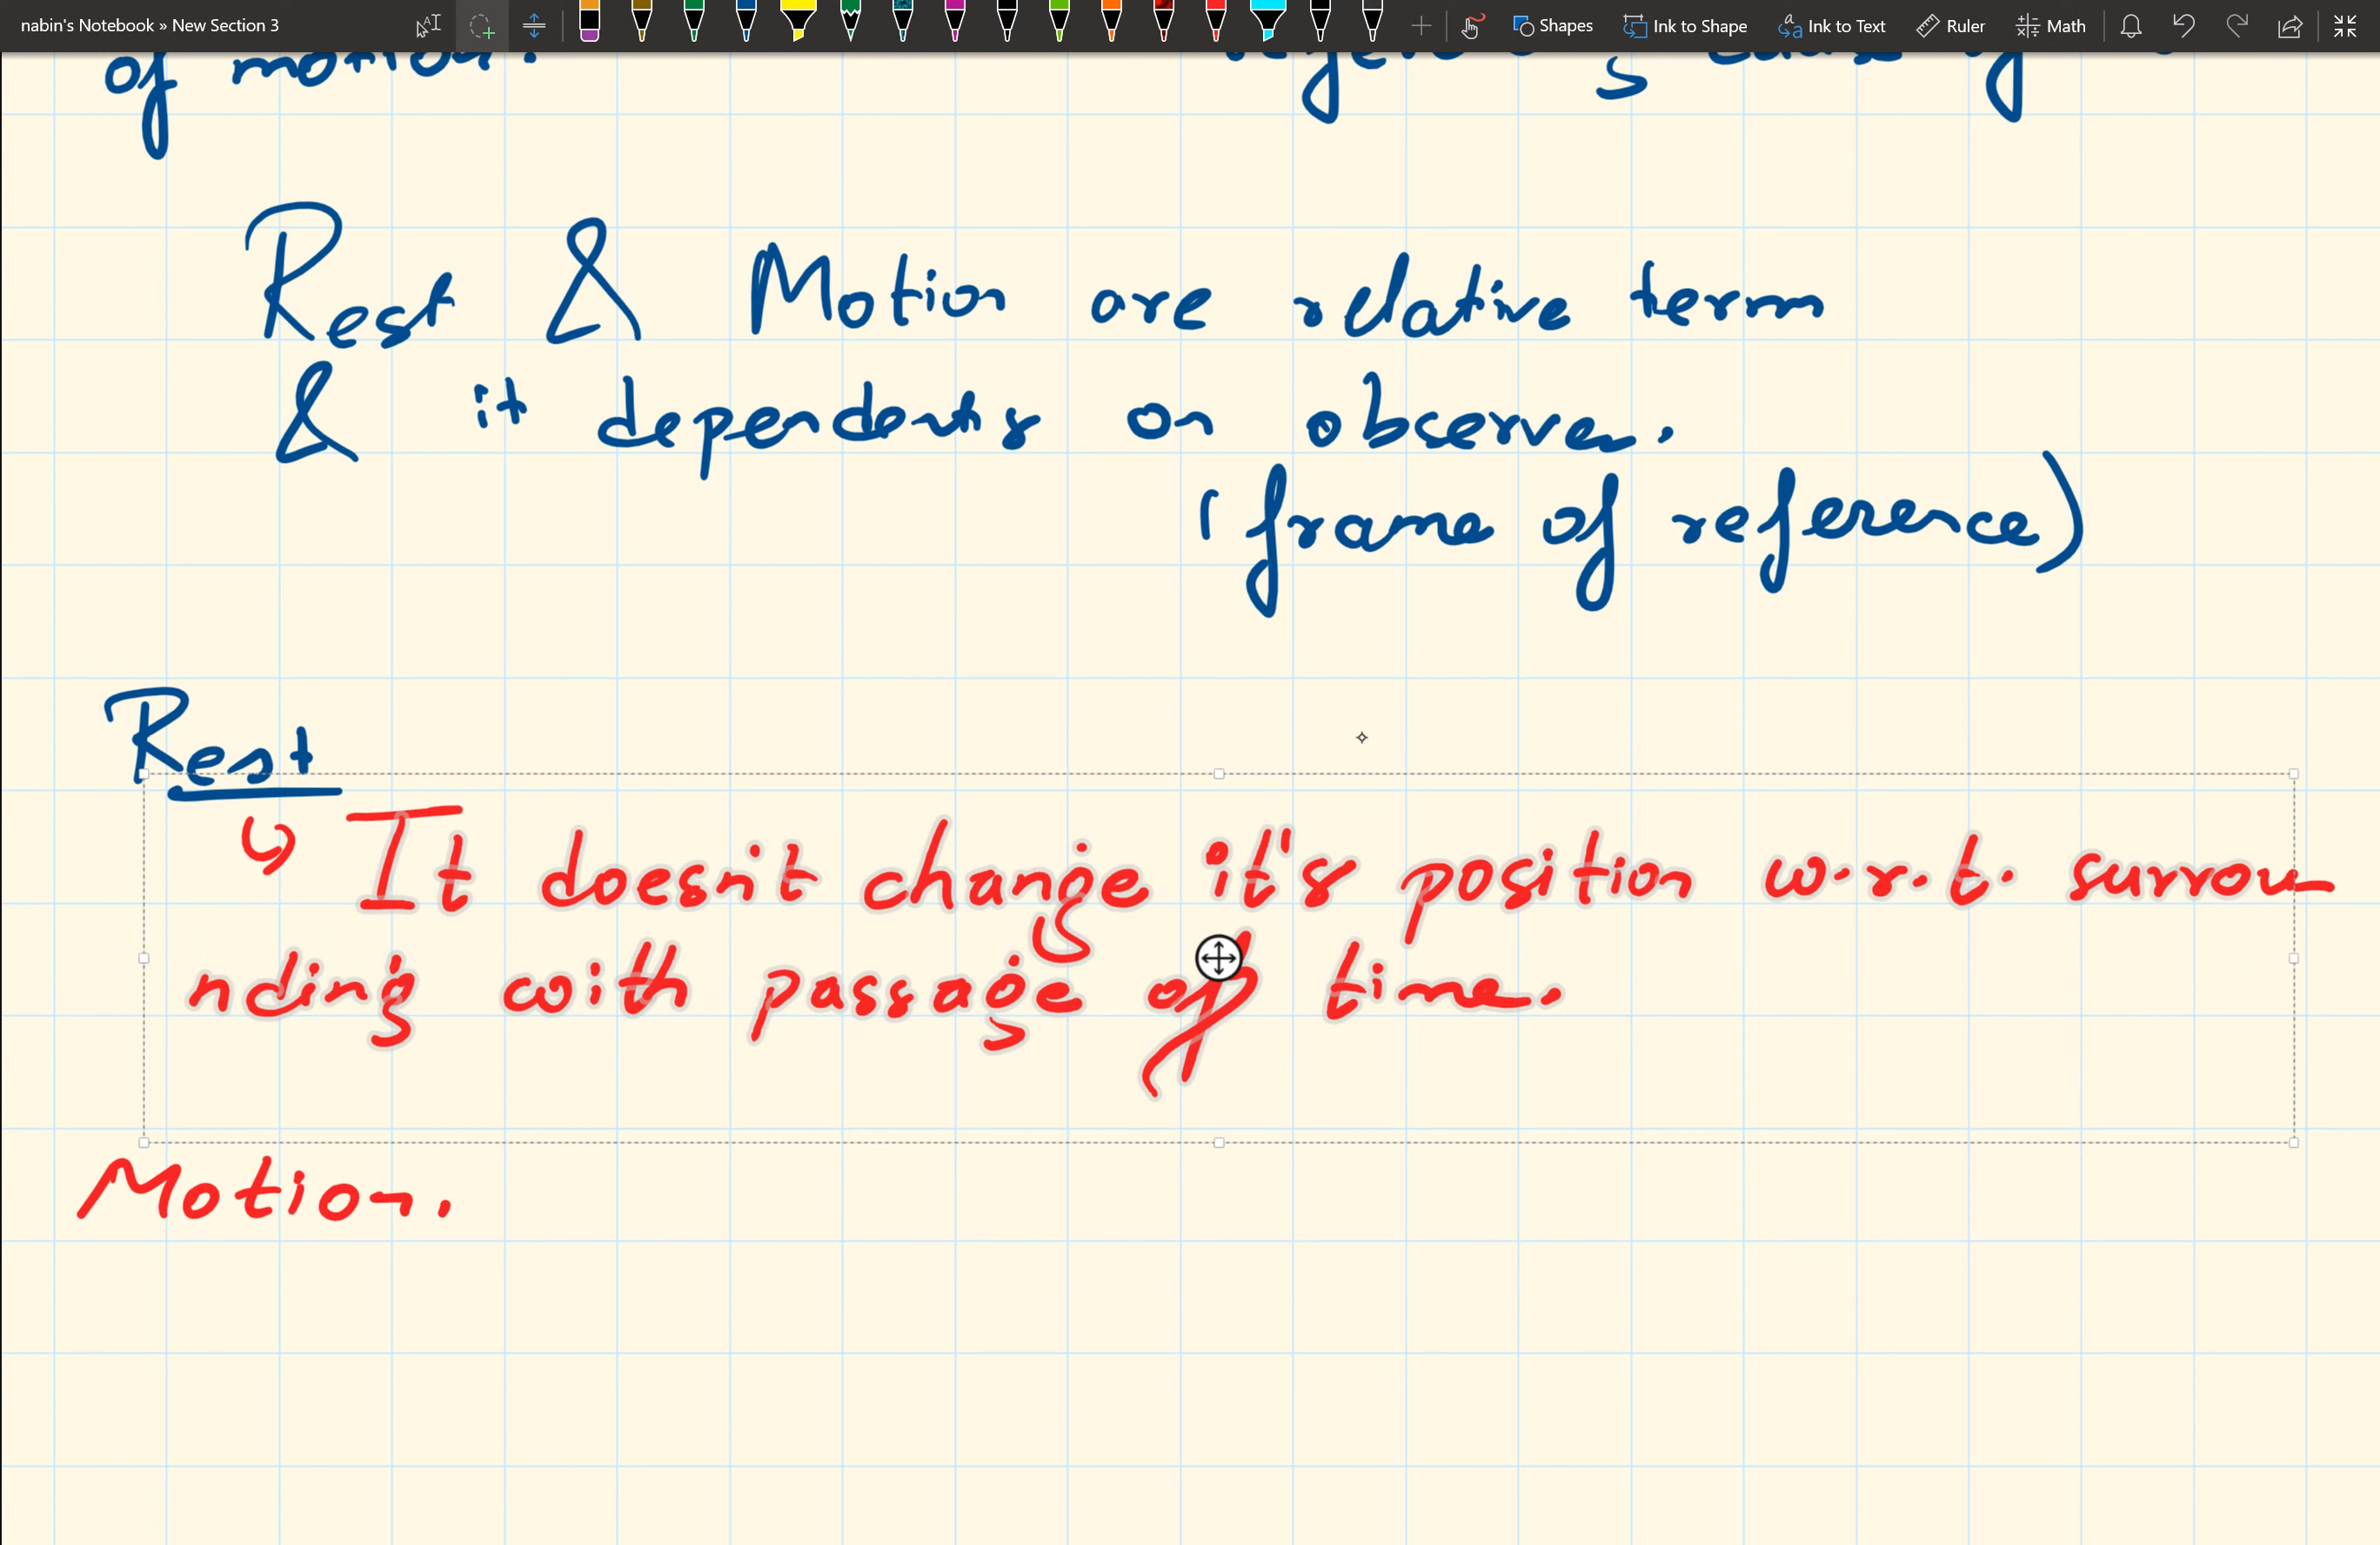 nabin's Notebook » New Section 3
Shapes
Ink to Shape
Ink to Text
Ruler
Math
of motion.
Rest & Motion are relative term
& it dependents on observer.
(frame of reference)
Rest
↳ It doesn't change it's position w.r.t. surrou
nding with passage of time.
Motion.